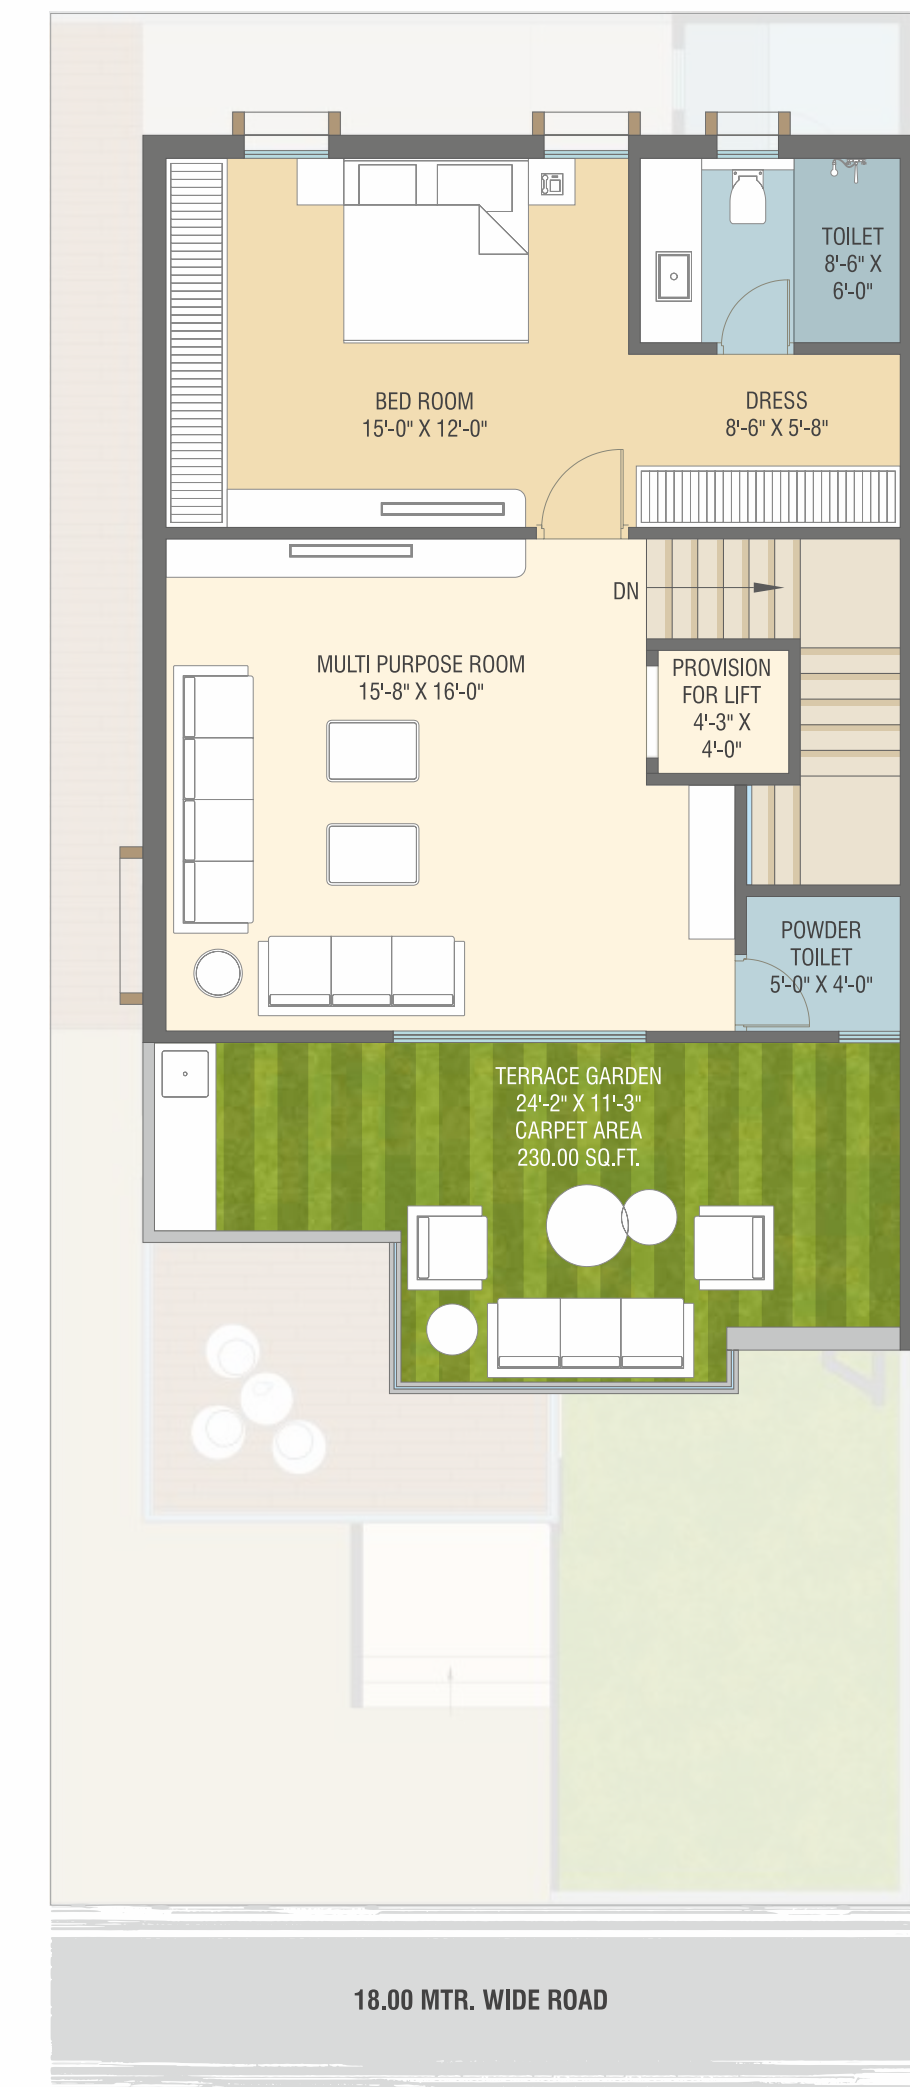 TOILET
8'-6" X
6'-0"
BED ROOM
15'-0" X 12'-0"
DRESS
8'-6" X 5'-8"
DN
MULTI PURPOSE ROOM
15'-8" X 16'-0"
PROVISION
FOR LIFT
4'-3" X
4'-0"
POWDER
TOILET
5'-0" X 4'-0"
TERRACE GARDEN
24'-2" X 11'-3"
CARPET AREA
230.00 SQ.FT.
18.00 MTR. WIDE ROAD